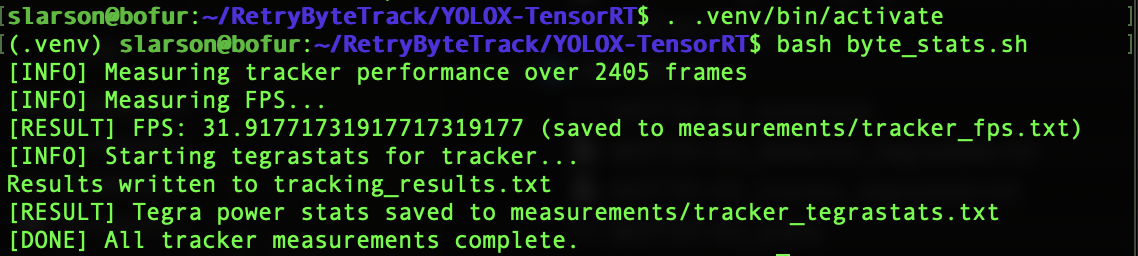 [slarson@bofur:~/RetryByteTrack/YOLOX-TensorRT$ . .venv/bin/activate ]
[(.venv) slarson@bofur:~/RetryByteTrack/YOLOX-TensorRT$ bash byte_stats.sh ]
[INFO] Measuring tracker performance over 2405 frames
[INFO] Measuring FPS...
[RESULT] FPS: 31.91771731917717319177 (saved to measurements/tracker_fps.txt)
[INFO] Starting tegrastats for tracker...
Results written to tracking_results.txt
[RESULT] Tegra power stats saved to measurements/tracker_tegrastats.txt
[DONE] All tracker measurements complete.